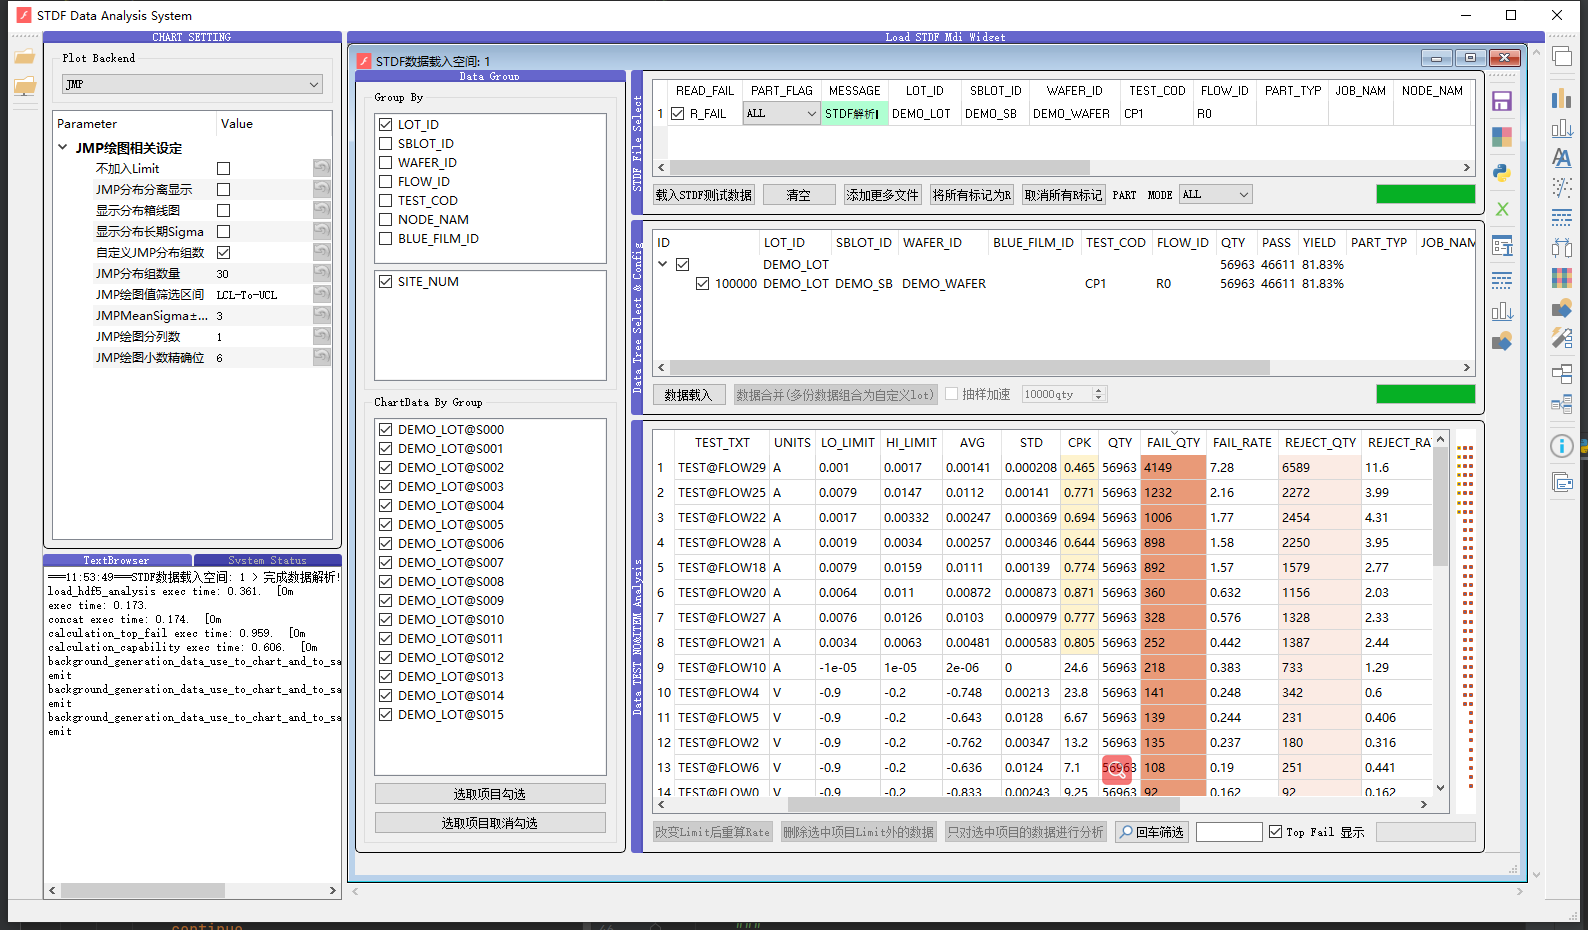 STDF Data Analysis System
CHART SETTING
Plot Backend
JMP
Parameter Value
JMP绘图相关设定
不加入Limit
JMP分布分离显示
显示分布箱线图
显示分布长期Sigma
自定义JMP分布组数
JMP分布组数量 30
JMP绘图值筛选区间 LCL-To-UCL
JMPMeanSigma±... 3
JMP绘图分列数 1
JMP绘图小数精确位 6
TextBrowser System Status
===11:53:49===STDF数据载入空间: 1 > 完成数据解析!
load_hdf5_analysis exec time: 0.361. [0m
exec time: 0.173.
concat exec time: 0.174. [0m
calculation_top_fail exec time: 0.959. [0m
calculation_capability exec time: 0.606. [0m
background_generation_data_use_to_chart_and_to_sa
emit
background_generation_data_use_to_chart_and_to_sa
emit
background_generation_data_use_to_chart_and_to_sa
emit
Load STDF Mdi Widget
STDF数据载入空间: 1
Data Group
Group By
LOT_ID
SBLOT_ID
WAFER_ID
FLOW_ID
TEST_COD
NODE_NAM
BLUE_FILM_ID
SITE_NUM
ChartData By Group
DEMO_LOT@S000
DEMO_LOT@S001
DEMO_LOT@S002
DEMO_LOT@S003
DEMO_LOT@S004
DEMO_LOT@S005
DEMO_LOT@S006
DEMO_LOT@S007
DEMO_LOT@S008
DEMO_LOT@S009
DEMO_LOT@S010
DEMO_LOT@S011
DEMO_LOT@S012
DEMO_LOT@S013
DEMO_LOT@S014
DEMO_LOT@S015
选取项目勾选
选取项目取消勾选
STDF File Select
READ_FAIL PART_FLAG MESSAGE LOT_ID SBLOT_ID WAFER_ID TEST_COD FLOW_ID PART_TYP JOB_NAM NODE_NAM
1 R_FAIL ALL STDF解析 DEMO_LOT DEMO_SB DEMO_WAFER CP1 R0
载入STDF测试数据 清空 添加更多文件 将所有标记为R 取消所有R标记 PART MODE ALL
Data Tree Select & Config
ID LOT_ID SBLOT_ID WAFER_ID BLUE_FILM_ID TEST_COD FLOW_ID QTY PASS YIELD PART_TYP JOB_NAM
DEMO_LOT 56963 46611 81.83%
100000 DEMO_LOT DEMO_SB DEMO_WAFER CP1 R0 56963 46611 81.83%
数据载入 数据合并(多份数据组合为自定义lot) 抽样加速 10000qty
Data TEST NO&ITEM Analysis
TEST_TXT UNITS LO_LIMIT HI_LIMIT AVG STD CPK QTY FAIL_QTY FAIL_RATE REJECT_QTY REJECT_RA
1 TEST@FLOW29 A 0.001 0.0017 0.00141 0.000208 0.465 56963 4149 7.28 6589 11.6
2 TEST@FLOW25 A 0.0079 0.0147 0.0112 0.00141 0.771 56963 1232 2.16 2272 3.99
3 TEST@FLOW22 A 0.0017 0.00332 0.00247 0.000369 0.694 56963 1006 1.77 2454 4.31
4 TEST@FLOW28 A 0.0019 0.0034 0.00257 0.000346 0.644 56963 898 1.58 2250 3.95
5 TEST@FLOW18 A 0.0079 0.0159 0.0111 0.00139 0.774 56963 892 1.57 1579 2.77
6 TEST@FLOW20 A 0.0064 0.011 0.00872 0.000873 0.871 56963 360 0.632 1156 2.03
7 TEST@FLOW27 A 0.0076 0.0126 0.0103 0.000979 0.777 56963 328 0.576 1328 2.33
8 TEST@FLOW21 A 0.0034 0.0063 0.00481 0.000583 0.805 56963 252 0.442 1387 2.44
9 TEST@FLOW10 A -1e-05 1e-05 2e-06 0 24.6 56963 218 0.383 733 1.29
10 TEST@FLOW4 V -0.9 -0.2 -0.748 0.00213 23.8 56963 141 0.248 342 0.6
11 TEST@FLOW5 V -0.9 -0.2 -0.643 0.0128 6.67 56963 139 0.244 231 0.406
12 TEST@FLOW2 V -0.9 -0.2 -0.762 0.00347 13.2 56963 135 0.237 180 0.316
13 TEST@FLOW6 V -0.9 -0.2 -0.636 0.0124 7.1 56963 108 0.19 251 0.441
14 TEST@FLOW0 V -0.9 -0.2 -0.833 0.00243 9.25 56963 92 0.162 92 0.162
改变Limit后重算Rate 删除选中项目Limit外的数据 只对选中项目的数据进行分析 回车筛选 Top Fail 显示
continue
66
"""